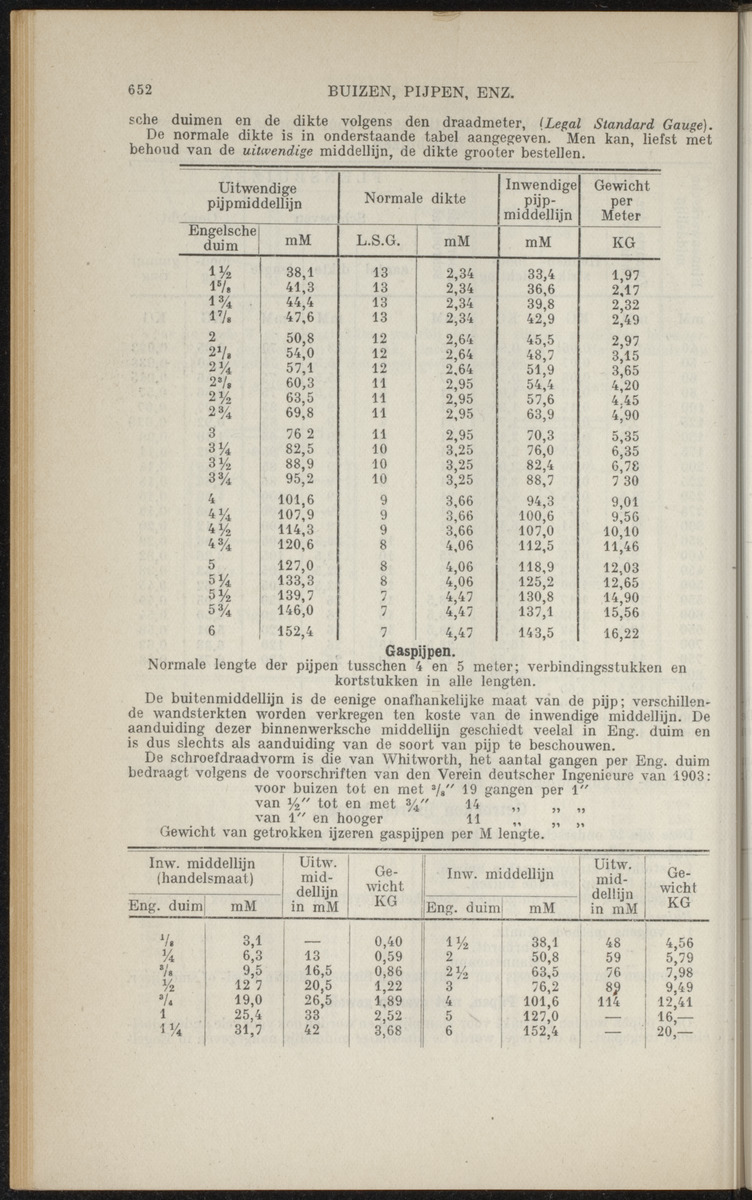 652 BUIZEN, PIJPEN, ENZ.
sche duimen en de dikte volgens den draadmeter, (Legal Standard Gauge).
De normale dikte is in onderstaande tabel aangegeven. Men kan, liefst met
behoud van de uitwendige middellijn, de dikte grooter bestellen.
Uitwendige pijpmiddellijn Normale dikte Inwendige pijp-middellijn Gewicht per Meter
Engelsche duim mM L.S.G. mM mM KG
1½ 38,1 13 2,34 33,4 1,97
1⁵/₈ 41,3 13 2,34 36,6 2,17
1¾ 44,4 13 2,34 39,8 2,32
1⁷/₈ 47,6 13 2,34 42,9 2,49
2 50,8 12 2,64 45,5 2,97
2¹/₈ 54,0 12 2,64 48,7 3,15
2¼ 57,1 12 2,64 51,9 3,65
2³/₈ 60,3 11 2,95 54,4 4,20
2½ 63,5 11 2,95 57,6 4,45
2¾ 69,8 11 2,95 63,9 4,90
3 76 2 11 2,95 70,3 5,35
3¼ 82,5 10 3,25 76,0 6,35
3½ 88,9 10 3,25 82,4 6,78
3¾ 95,2 10 3,25 88,7 7 30
4 101,6 9 3,66 94,3 9,01
4¼ 107,9 9 3,66 100,6 9,56
4½ 114,3 9 3,66 107,0 10,10
4¾ 120,6 8 4,06 112,5 11,46
5 127,0 8 4,06 118,9 12,03
5¼ 133,3 8 4,06 125,2 12,65
5½ 139,7 7 4,47 130,8 14,90
5¾ 146,0 7 4,47 137,1 15,56
6 152,4 7 4,47 143,5 16,22
Gaspijpen.
Normale lengte der pijpen tusschen 4 en 5 meter; verbindingsstukken en
kortstukken in alle lengten.
De buitenmiddellijn is de eenige onafhankelijke maat van de pijp; verschillen-
de wandsterkten worden verkregen ten koste van de inwendige middellijn. De
aanduiding dezer binnenwerksche middellijn geschiedt veelal in Eng. duim en
is dus slechts als aanduiding van de soort van pijp te beschouwen.
De schroefdraadvorm is die van Whitworth, het aantal gangen per Eng. duim
bedraagt volgens de voorschriften van den Verein deutscher Ingenieure van 1903:
voor buizen tot en met ³/₈″ 19 gangen per 1″
van ½″ tot en met ¾″ 14 „ „ „
van 1″ en hooger 11 „ „ „
Gewicht van getrokken ijzeren gaspijpen per M lengte.
Inw. middellijn (handelsmaat) Uitw. mid-dellijn in mM Ge-wicht KG Inw. middellijn Uitw. mid-dellijn in mM Ge-wicht KG
Eng. duim mM Eng. duim mM
¹/₈ 3,1 — 0,40 1½ 38,1 48 4,56
¼ 6,3 13 0,59 2 50,8 59 5,79
³/₈ 9,5 16,5 0,86 2½ 63,5 76 7,98
½ 12 7 20,5 1,22 3 76,2 89 9,49
³/₄ 19,0 26,5 1,89 4 101,6 114 12,41
1 25,4 33 2,52 5 127,0 — 16,—
1¼ 31,7 42 3,68 6 152,4 — 20,—